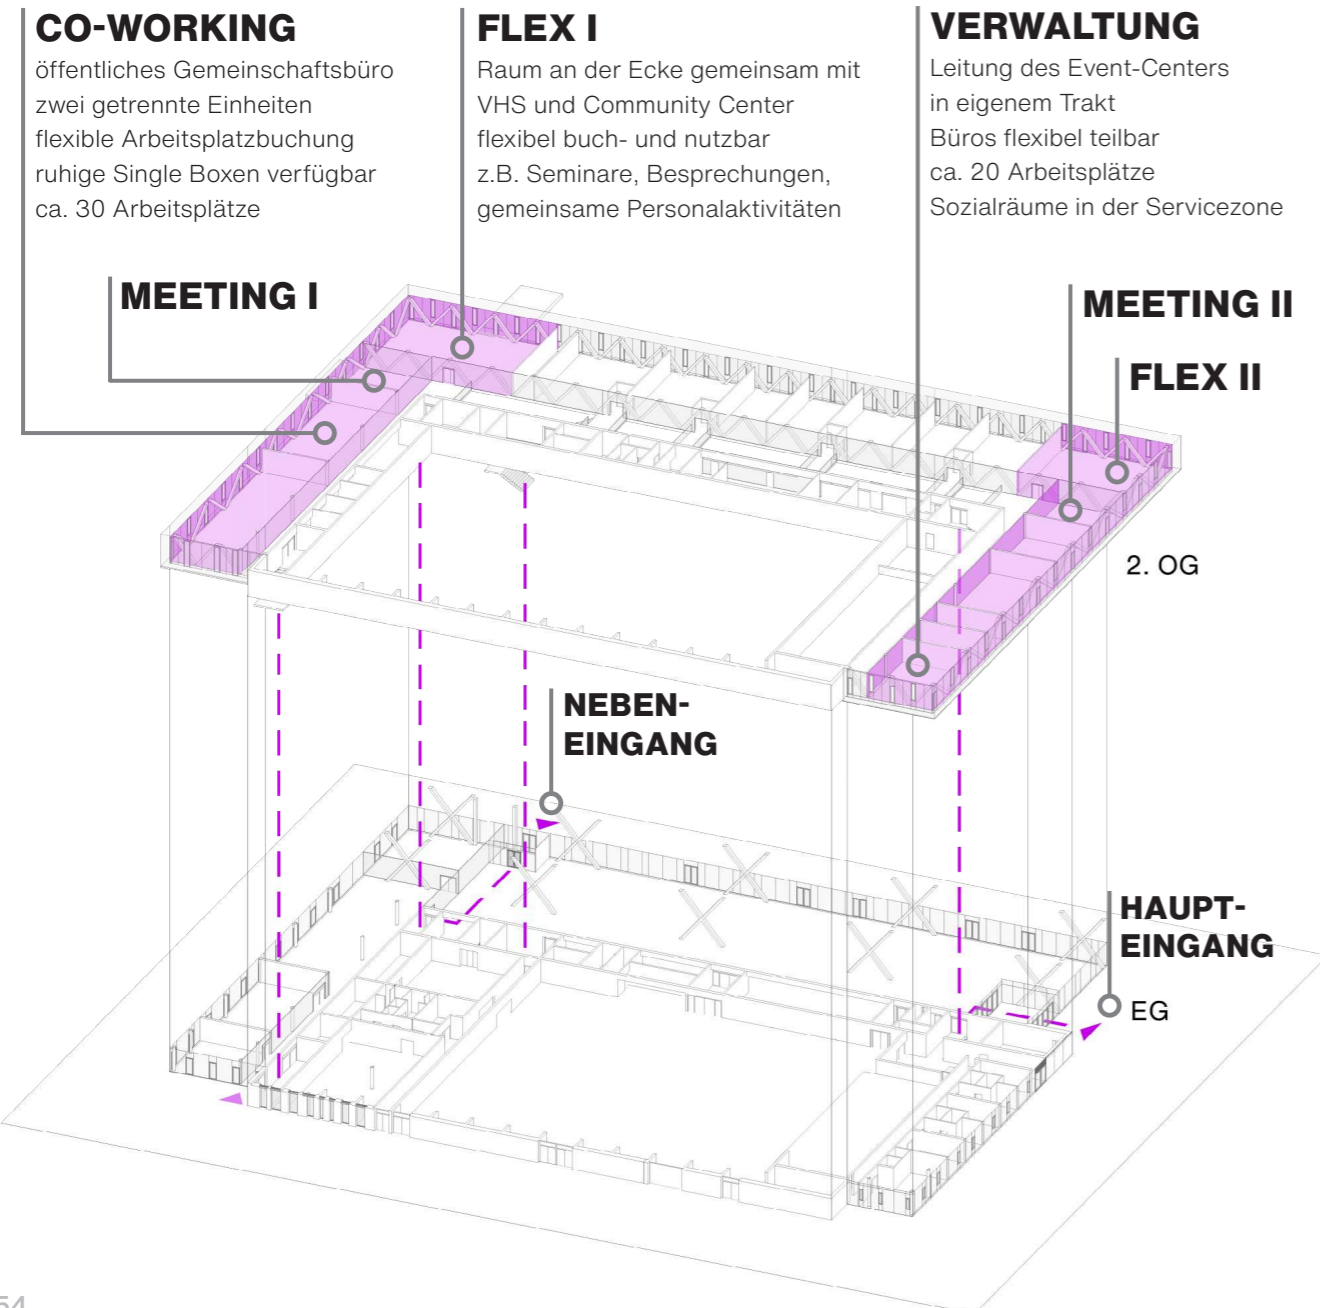 CO-WORKING
öffentliches Gemeinschaftsbüro
zwei getrennte Einheiten
flexible Arbeitsplatzbuchung
ruhige Single Boxen verfügbar
ca. 30 Arbeitsplätze
FLEX I
Raum an der Ecke gemeinsam mit
VHS und Community Center
flexibel buch- und nutzbar
z.B. Seminare, Besprechungen,
gemeinsame Personalaktivitäten
VERWALTUNG
Leitung des Event-Centers
in eigenem Trakt
Büros flexibel teilbar
ca. 20 Arbeitsplätze
Sozialräume in der Servicezone
MEETING I
MEETING II
FLEX II
2. OG
NEBEN-
EINGANG
HAUPT-
EINGANG
EG
54